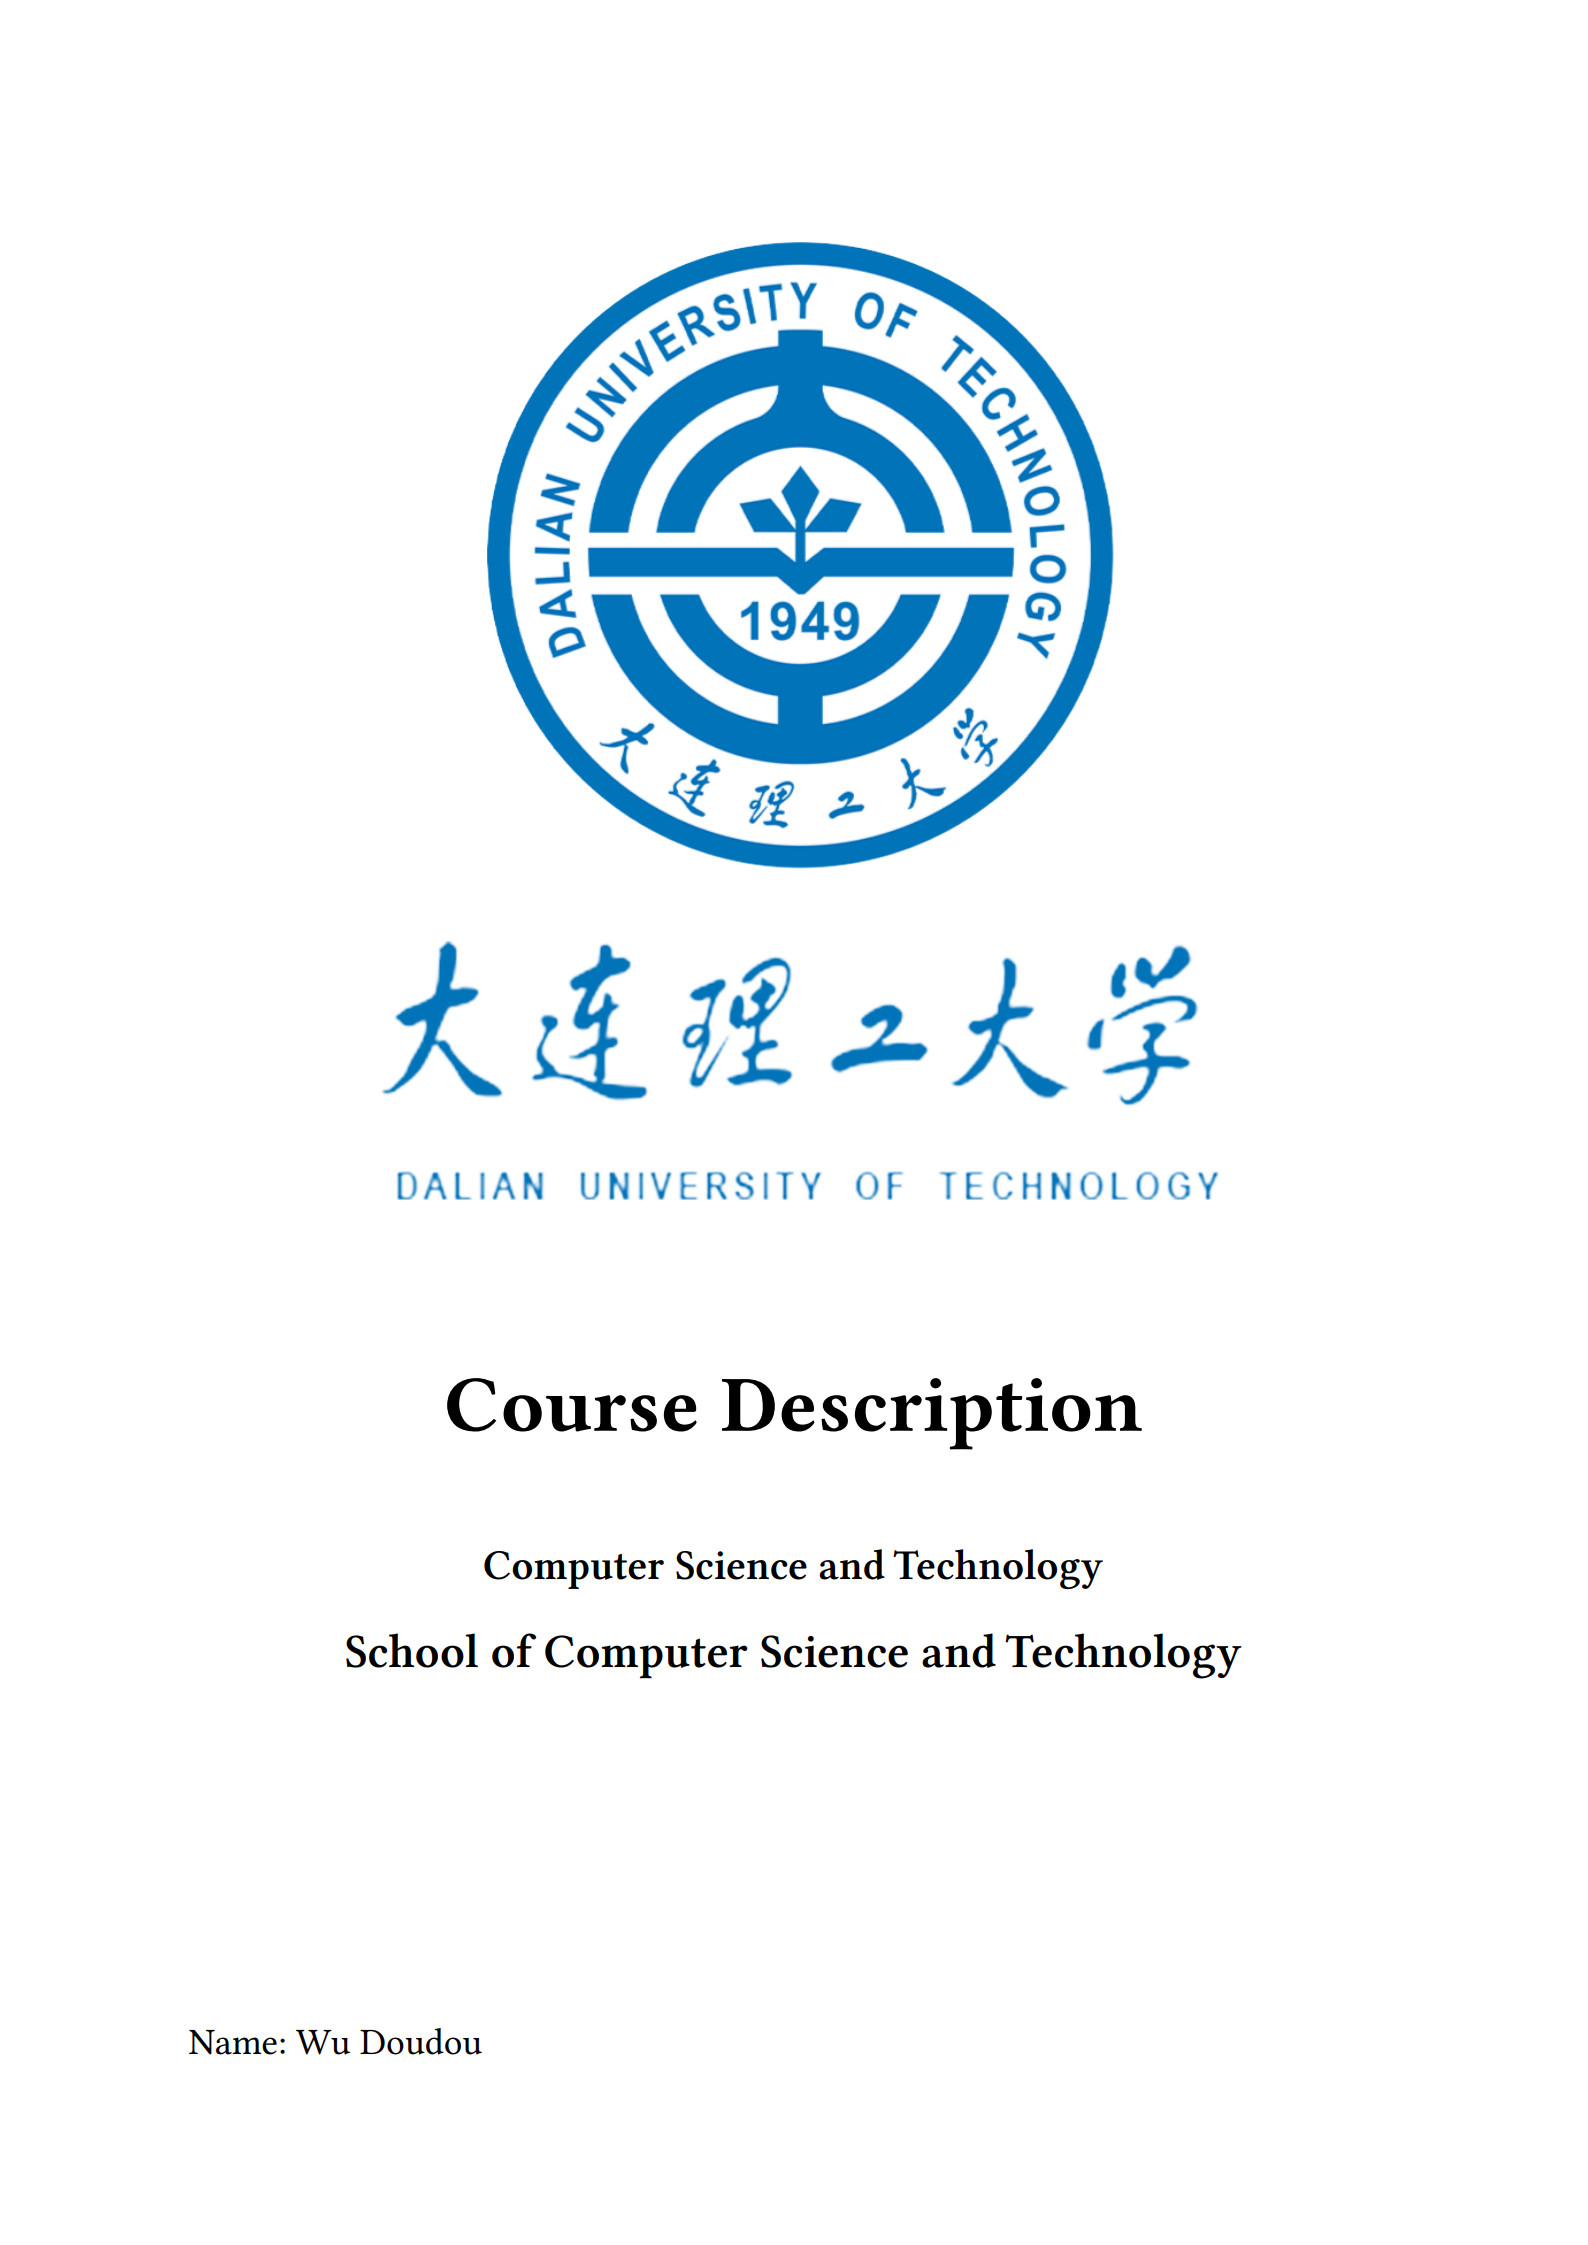 DALIAN UNIVERSITY OF TECHNOLOGY
1949
大连理工大学
大连理工大学
DALIAN UNIVERSITY OF TECHNOLOGY
Course Description
Computer Science and Technology
School of Computer Science and Technology
Name: Wu Doudou